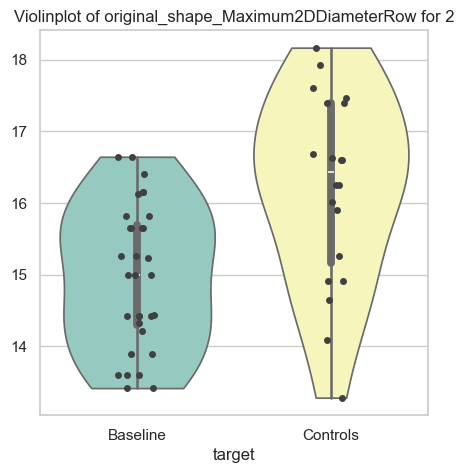 Violinplot of original_shape_Maximum2DDiameterRow for 2
18
17
16
15
14
Baseline Controls
target